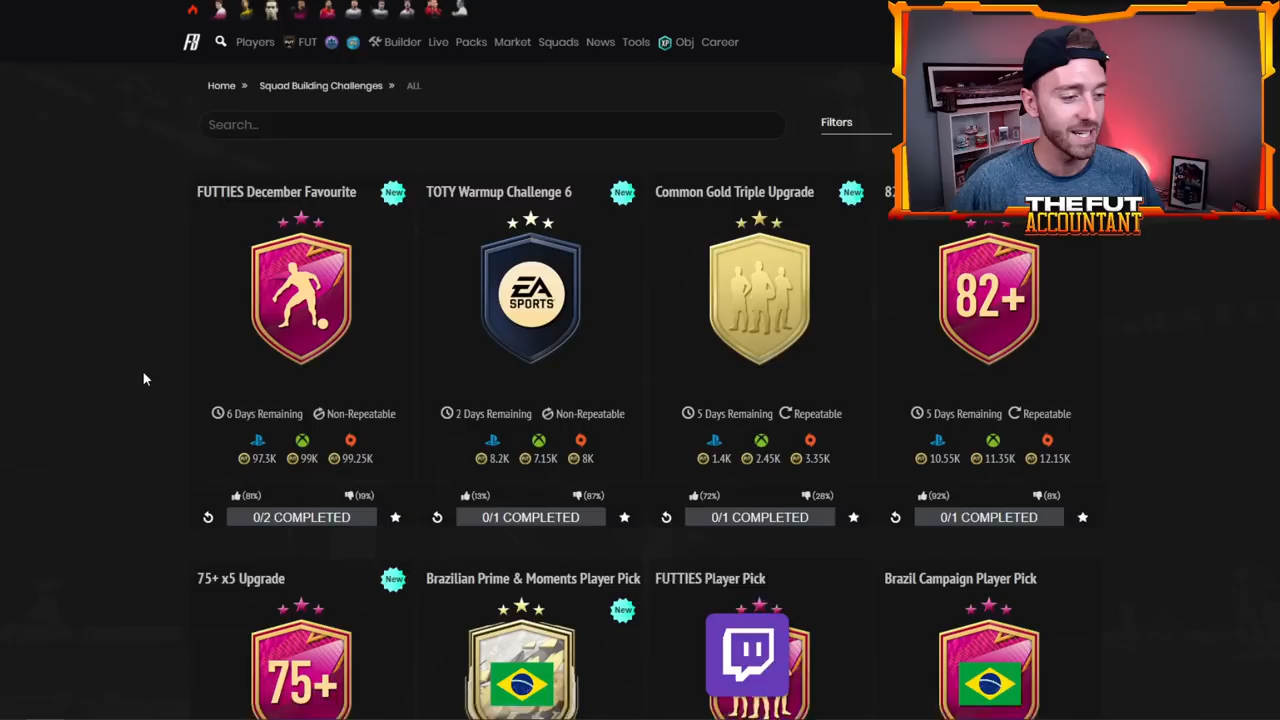 FB
Players
FUT
Builder
Live
Packs
Market
Squads
News
Tools
XP
Obj
Career
Home » Squad Building Challenges » ALL
Search...
Filters
THE FUT
ACCOUNTANT
FUTTIES December Favourite
New
6 Days Remaining
Non-Repeatable
97.3K
99K
99.25K
(81%)
(19%)
0/2 COMPLETED
TOTY Warmup Challenge 6
New
EA
SPORTS
2 Days Remaining
Non-Repeatable
8.2K
7.15K
8K
(13%)
(87%)
0/1 COMPLETED
Common Gold Triple Upgrade
New
5 Days Remaining
Repeatable
1.4K
2.45K
3.35K
(72%)
(28%)
0/1 COMPLETED
82+
5 Days Remaining
Repeatable
10.55K
11.35K
12.15K
(92%)
(8%)
0/1 COMPLETED
75+ x5 Upgrade
New
75+
Brazilian Prime & Moments Player Pick
New
FUTTIES Player Pick
Brazil Campaign Player Pick